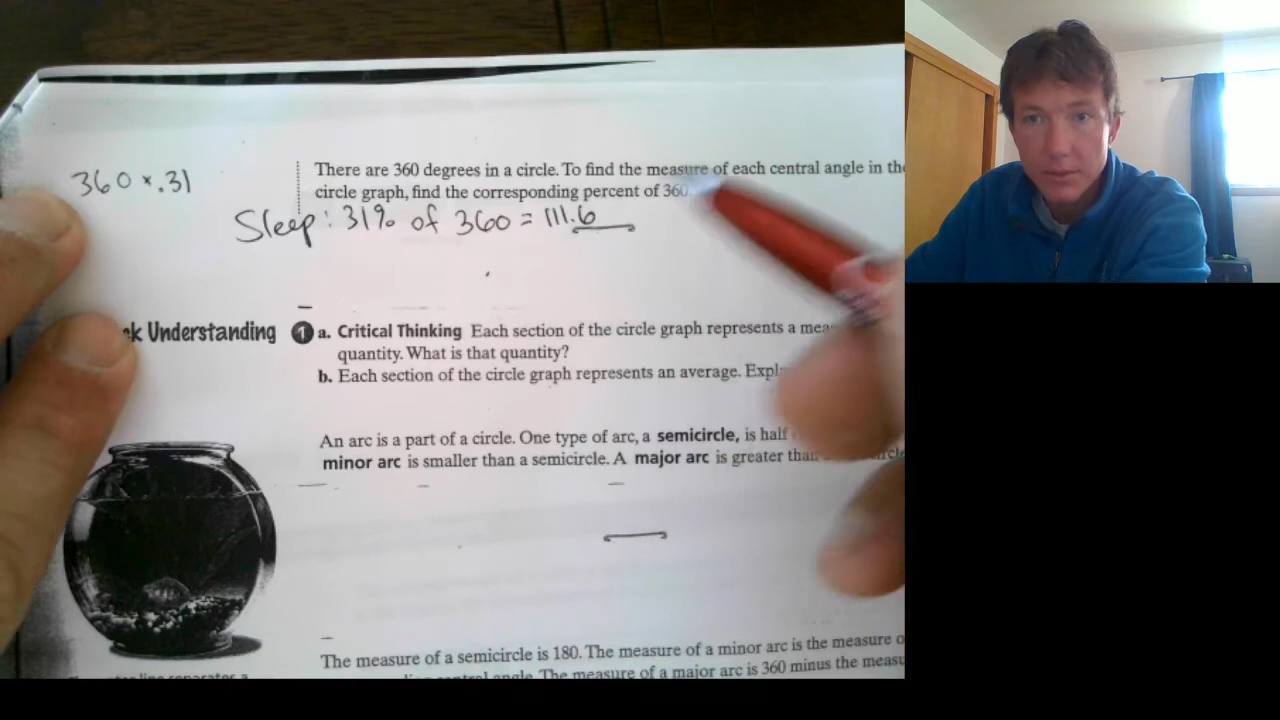 360 × .31
There are 360 degrees in a circle. To find the measure of each central angle in the
circle graph, find the corresponding percent of 360
Sleep: 31% of 360 = 111.6
k Understanding
1 a. Critical Thinking Each section of the circle graph represents a mea
quantity. What is that quantity?
b. Each section of the circle graph represents an average. Expl
An arc is a part of a circle. One type of arc, a semicircle, is half
minor arc is smaller than a semicircle. A major arc is greater than
The measure of a semicircle is 180. The measure of a minor arc is the measure o
central angle. The measure of a major arc is 360 minus the measu